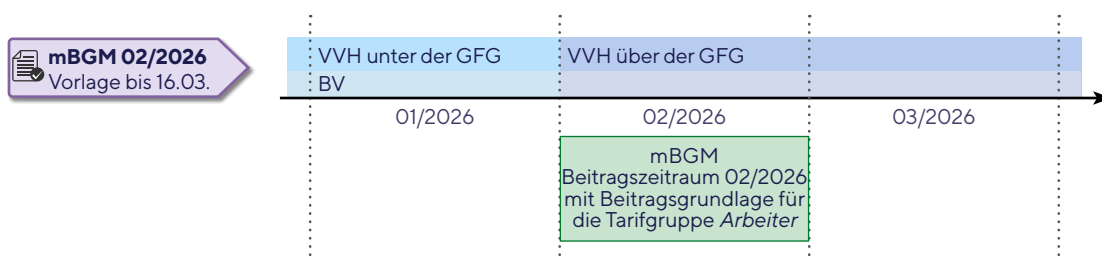 mBGM 02/2026
Vorlage bis 16.03.
VVH unter der GFG
VVH über der GFG
BV
01/2026
02/2026
03/2026
mBGM
Beitragszeitraum 02/2026
mit Beitragsgrundlage für
die Tarifgruppe Arbeiter